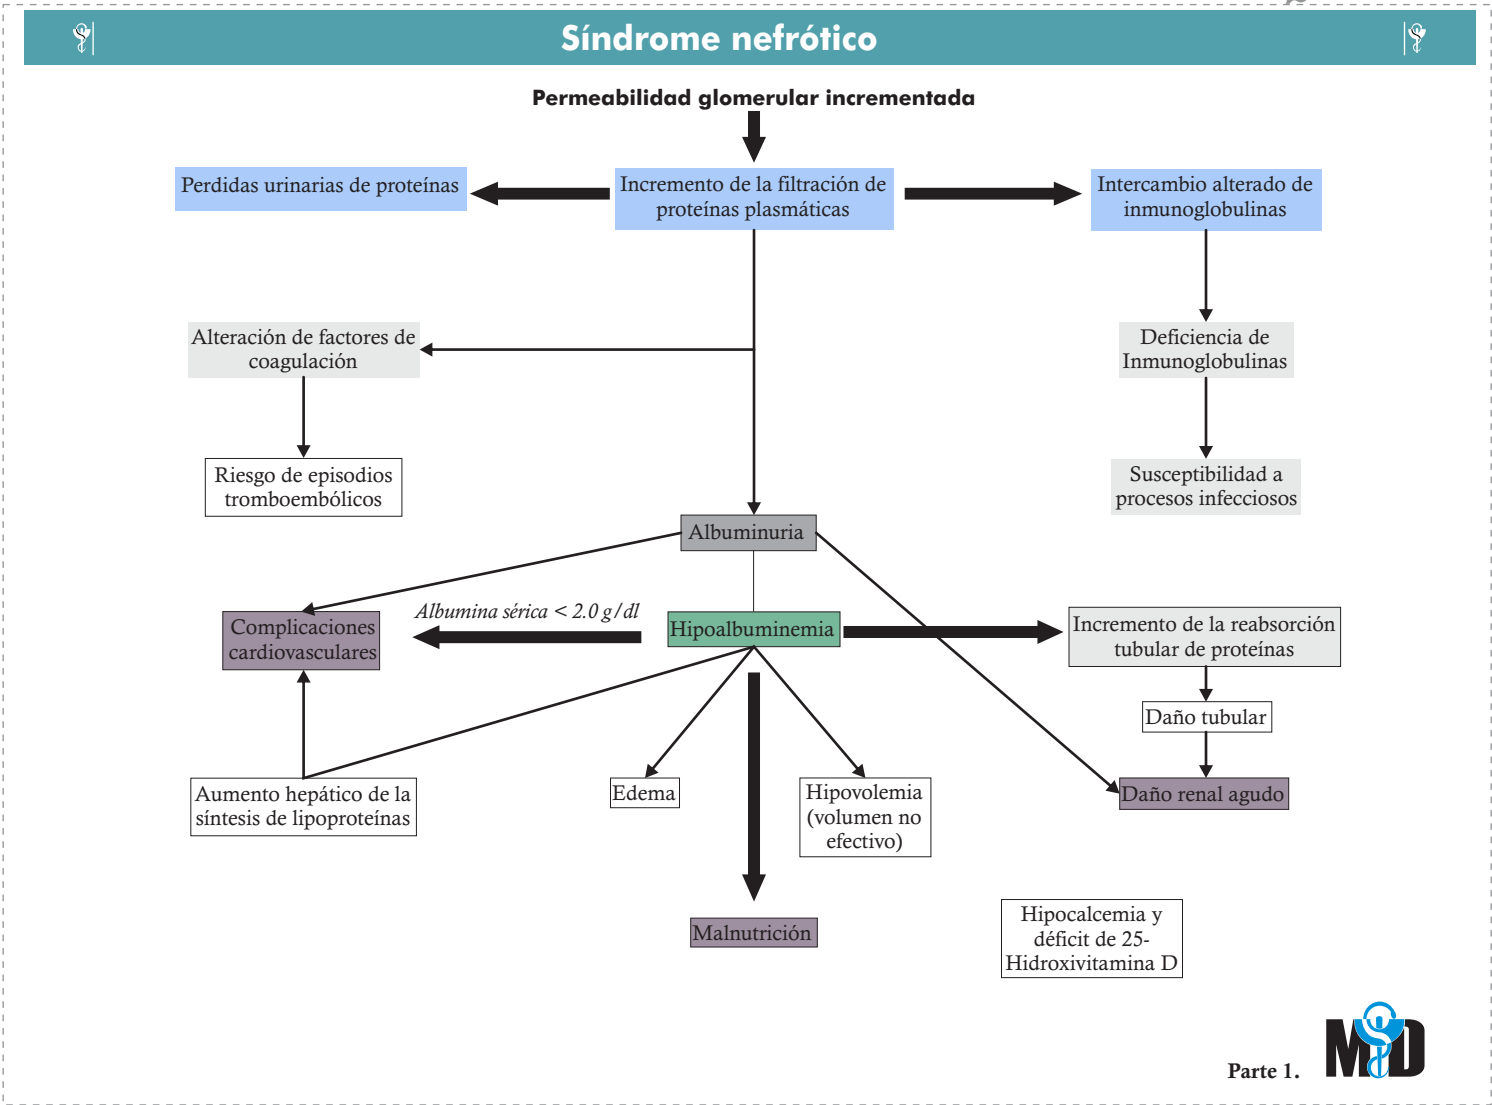 Síndrome nefrótico
Permeabilidad glomerular incrementada
Perdidas urinarias de proteínas
Incremento de la filtración de
proteínas plasmáticas
Intercambio alterado de
inmunoglobulinas
Alteración de factores de
coagulación
Deficiencia de
Inmunoglobulinas
Riesgo de episodios
tromboembólicos
Susceptibilidad a
procesos infecciosos
Albuminuria
Complicaciones
cardiovasculares
Albumina sérica < 2.0 g/dl
Hipoalbuminemia
Incremento de la reabsorción
tubular de proteínas
Daño tubular
Aumento hepático de la
síntesis de lipoproteínas
Edema
Hipovolemia
(volumen no
efectivo)
Daño renal agudo
Malnutrición
Hipocalcemia y
déficit de 25-
Hidroxivitamina D
Parte 1.
MD